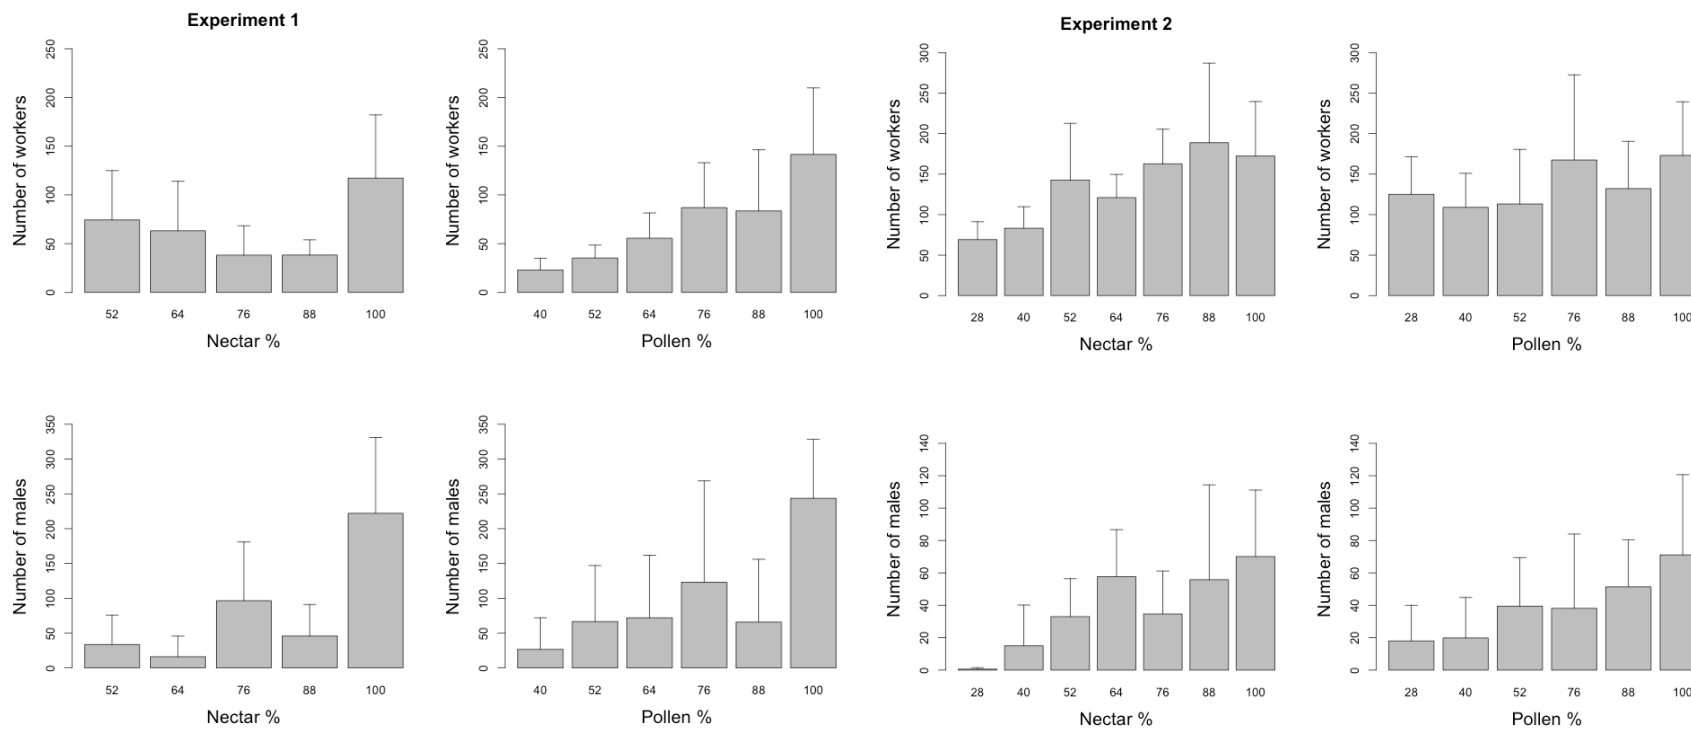 Experiment 1
Experiment 2
Number of workers
0 50 100 150 200 250
52 64 76 88 100
Nectar %
Number of workers
0 50 100 150 200 250
40 52 64 76 88 100
Pollen %
Number of workers
0 50 100 150 200 250 300
28 40 52 64 76 88 100
Nectar %
Number of workers
0 50 100 150 200 250 300
28 40 52 76 88 100
Pollen %
Number of males
0 50 100 150 200 250 300 350
52 64 76 88 100
Nectar %
Number of males
0 50 100 150 200 250 300 350
40 52 64 76 88 100
Pollen %
Number of males
0 20 40 60 80 100 120 140
28 40 52 64 76 88 100
Nectar %
Number of males
0 20 40 60 80 100 120 140
28 40 52 76 88 100
Pollen %